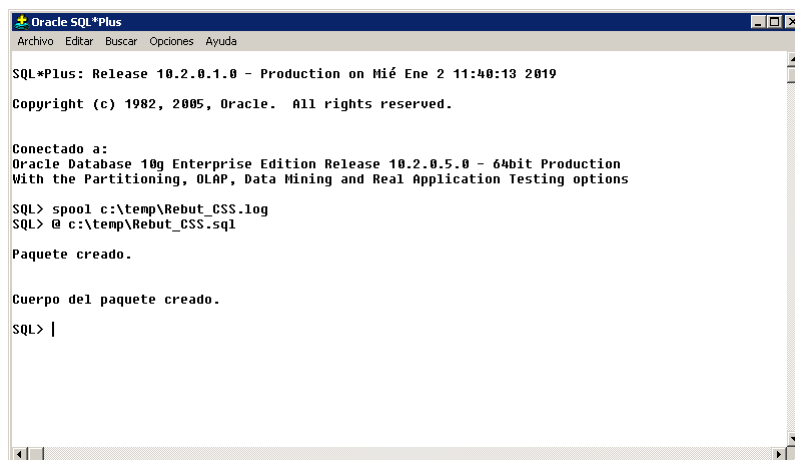 Oracle SQL*Plus
Archivo Editar Buscar Opciones Ayuda
SQL*Plus: Release 10.2.0.1.0 - Production on Mié Ene 2 11:40:13 2019
Copyright (c) 1982, 2005, Oracle.  All rights reserved.
Conectado a:
Oracle Database 10g Enterprise Edition Release 10.2.0.5.0 - 64bit Production
With the Partitioning, OLAP, Data Mining and Real Application Testing options
SQL> spool c:\temp\Rebut_CSS.log
SQL> @ c:\temp\Rebut_CSS.sql
Paquete creado.
Cuerpo del paquete creado.
SQL>